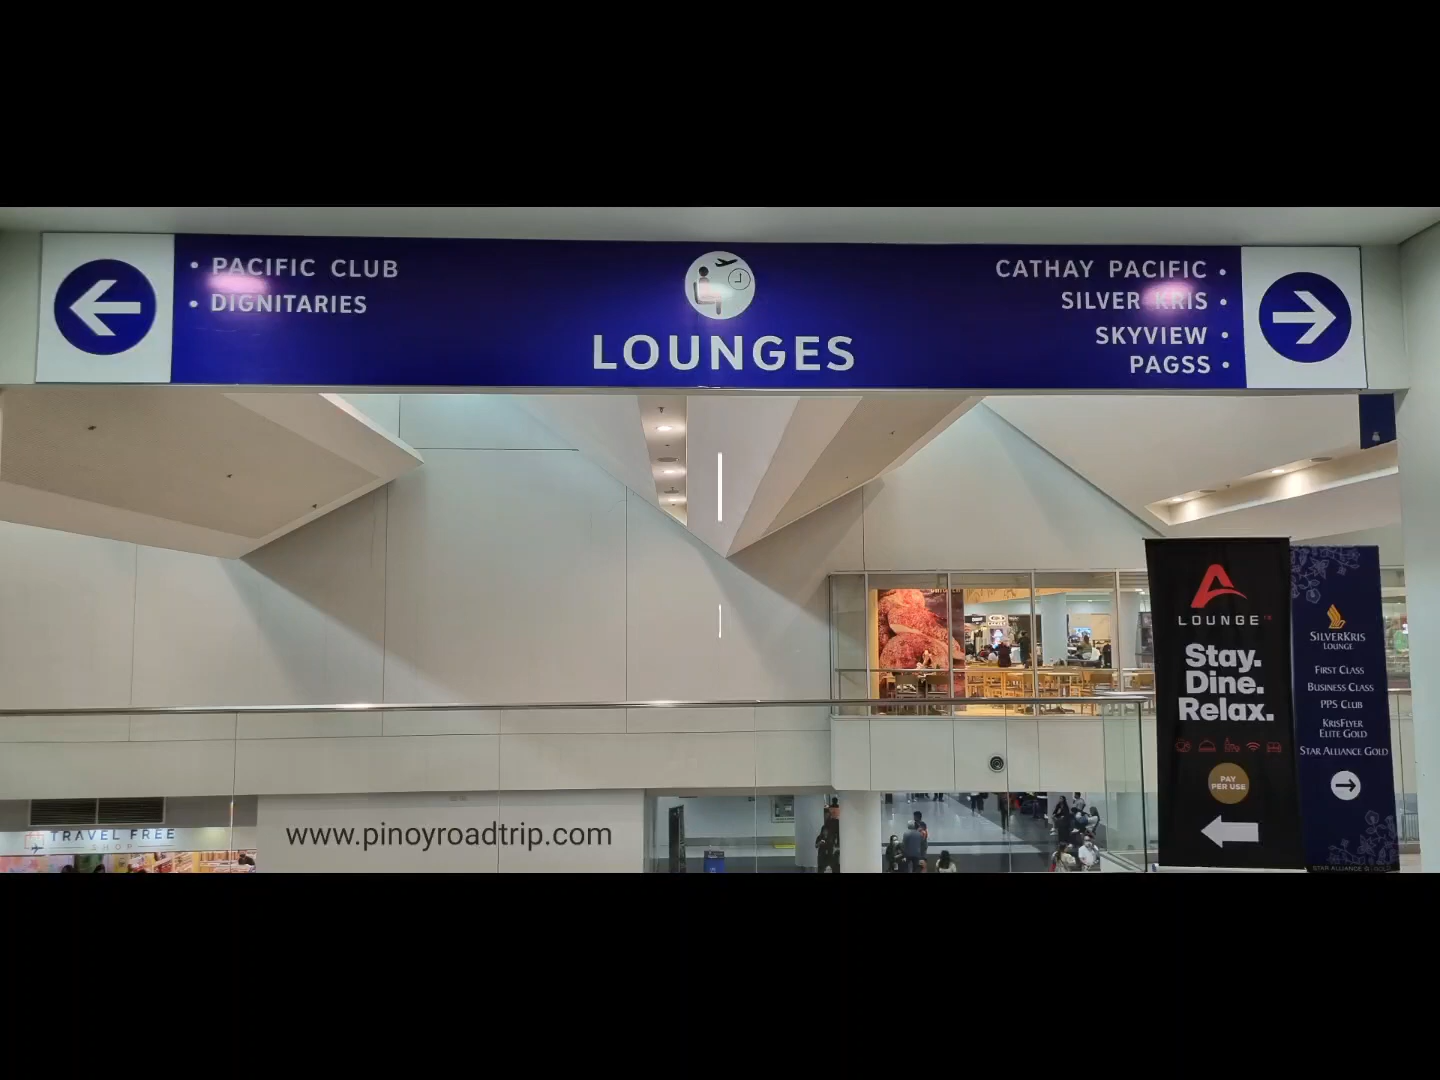 PACIFIC CLUB
DIGNITARIES
LOUNGES
CATHAY PACIFIC
SILVER KRIS
SKYVIEW
PAGSS
LOUNGE
Stay.
Dine.
Relax.
PAY
PER USE
SILVERKRIS
LOUNGE
FIRST CLASS
BUSINESS CLASS
PPS CLUB
KRISFLYER
ELITE GOLD
STAR ALLIANCE GOLD
TRAVEL FREE
SHOP
www.pinoyroadtrip.com